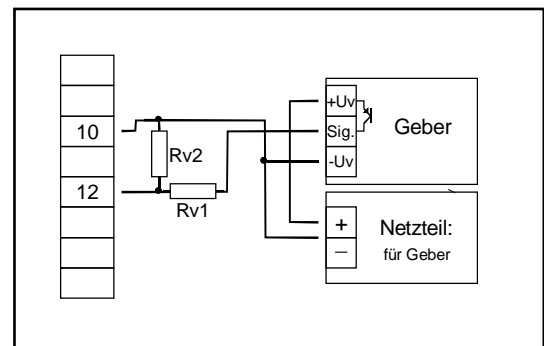 10
12
Rv2
Rv1
+Uv
Sig.
-Uv
Geber
+
−
Netzteil:
für Geber